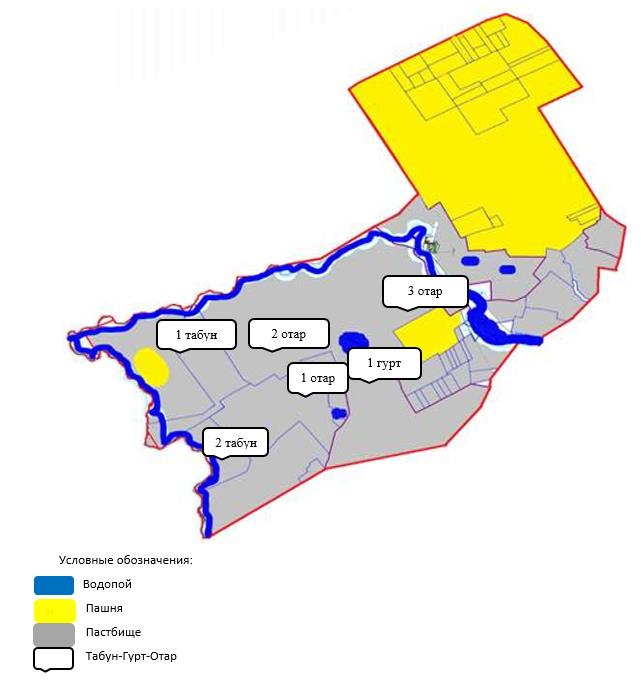 3 отар
1 табун
2 отар
1 гурт
1 отар
2 табун
Условные обозначения:
Водопой
Пашня
Пастбище
Табун-Гурт-Отар